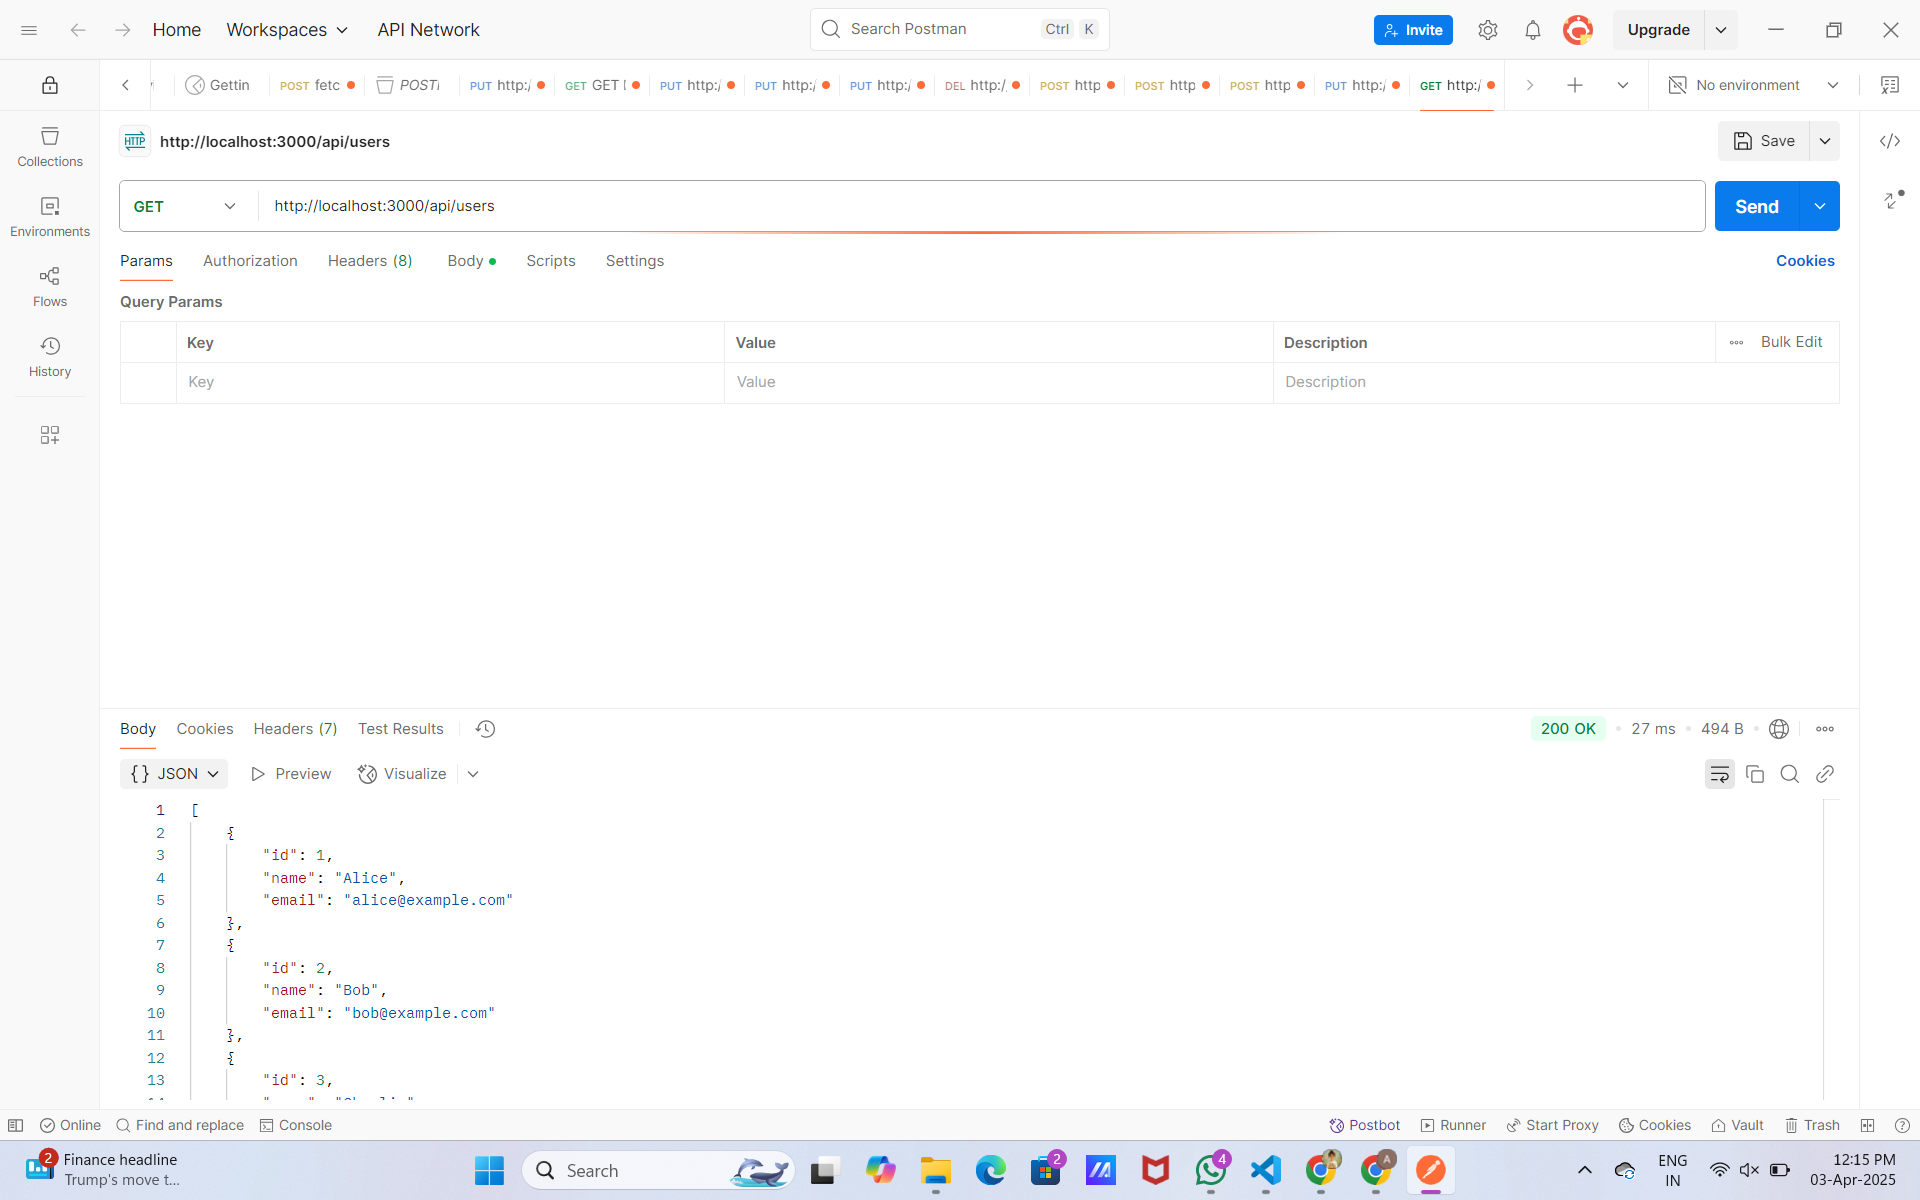 Home Workspaces API Network Search Postman Ctrl K Invite Upgrade
Gettin POST fetc POST PUT http:/ GET GET PUT http:/ PUT http:/ PUT http:/ DEL http:/ POST http POST http POST http PUT http:/ GET http:/ No environment
HTTP http://localhost:3000/api/users Save
Collections
Environments
Flows
History
GET http://localhost:3000/api/users Send
Params Authorization Headers (8) Body Scripts Settings Cookies
Query Params
Key Value Description Bulk Edit
Key Value Description
Body Cookies Headers (7) Test Results 200 OK 27 ms 494 B
{} JSON Preview Visualize
1 [
2 {
3 "id": 1,
4 "name": "Alice",
5 "email": "alice@example.com"
6 },
7 {
8 "id": 2,
9 "name": "Bob",
10 "email": "bob@example.com"
11 },
12 {
13 "id": 3,
Online Find and replace Console Postbot Runner Start Proxy Cookies Vault Trash
2 Finance headline
Trump's move t...
Search 2 4 A
ENG
IN
12:15 PM
03-Apr-2025